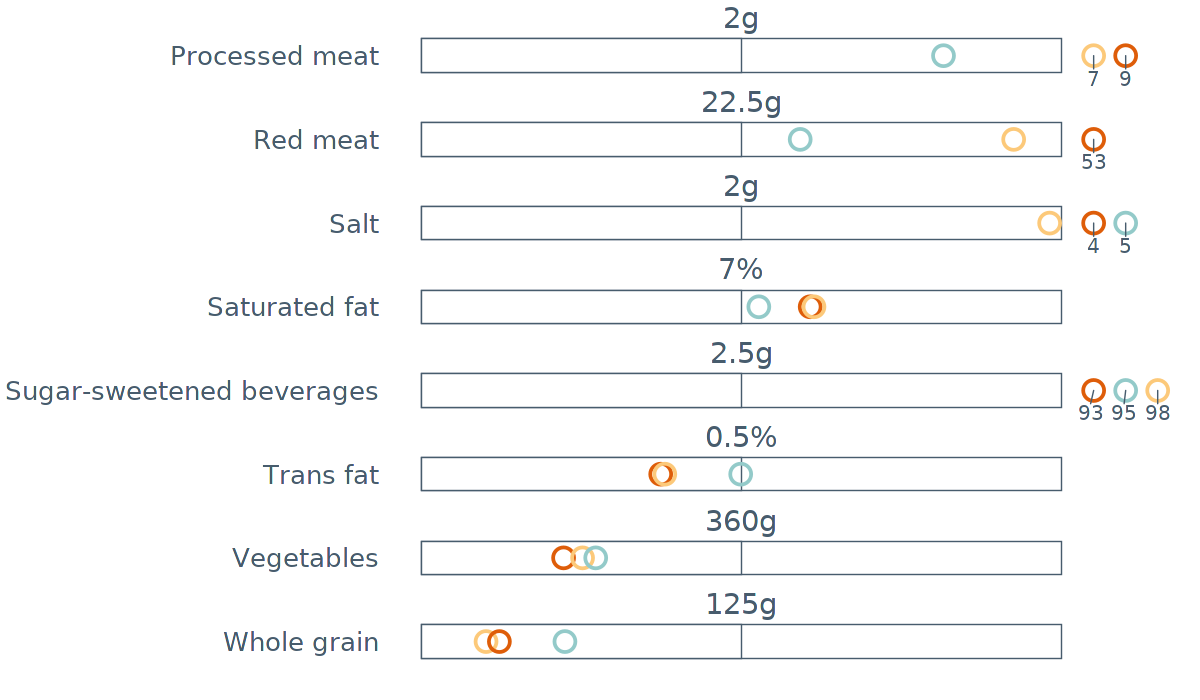 2g
Processed meat
7 9
22.5g
Red meat
53
2g
Salt
4 5
7%
Saturated fat
2.5g
Sugar-sweetened beverages
93 95 98
0.5%
Trans fat
360g
Vegetables
125g
Whole grain